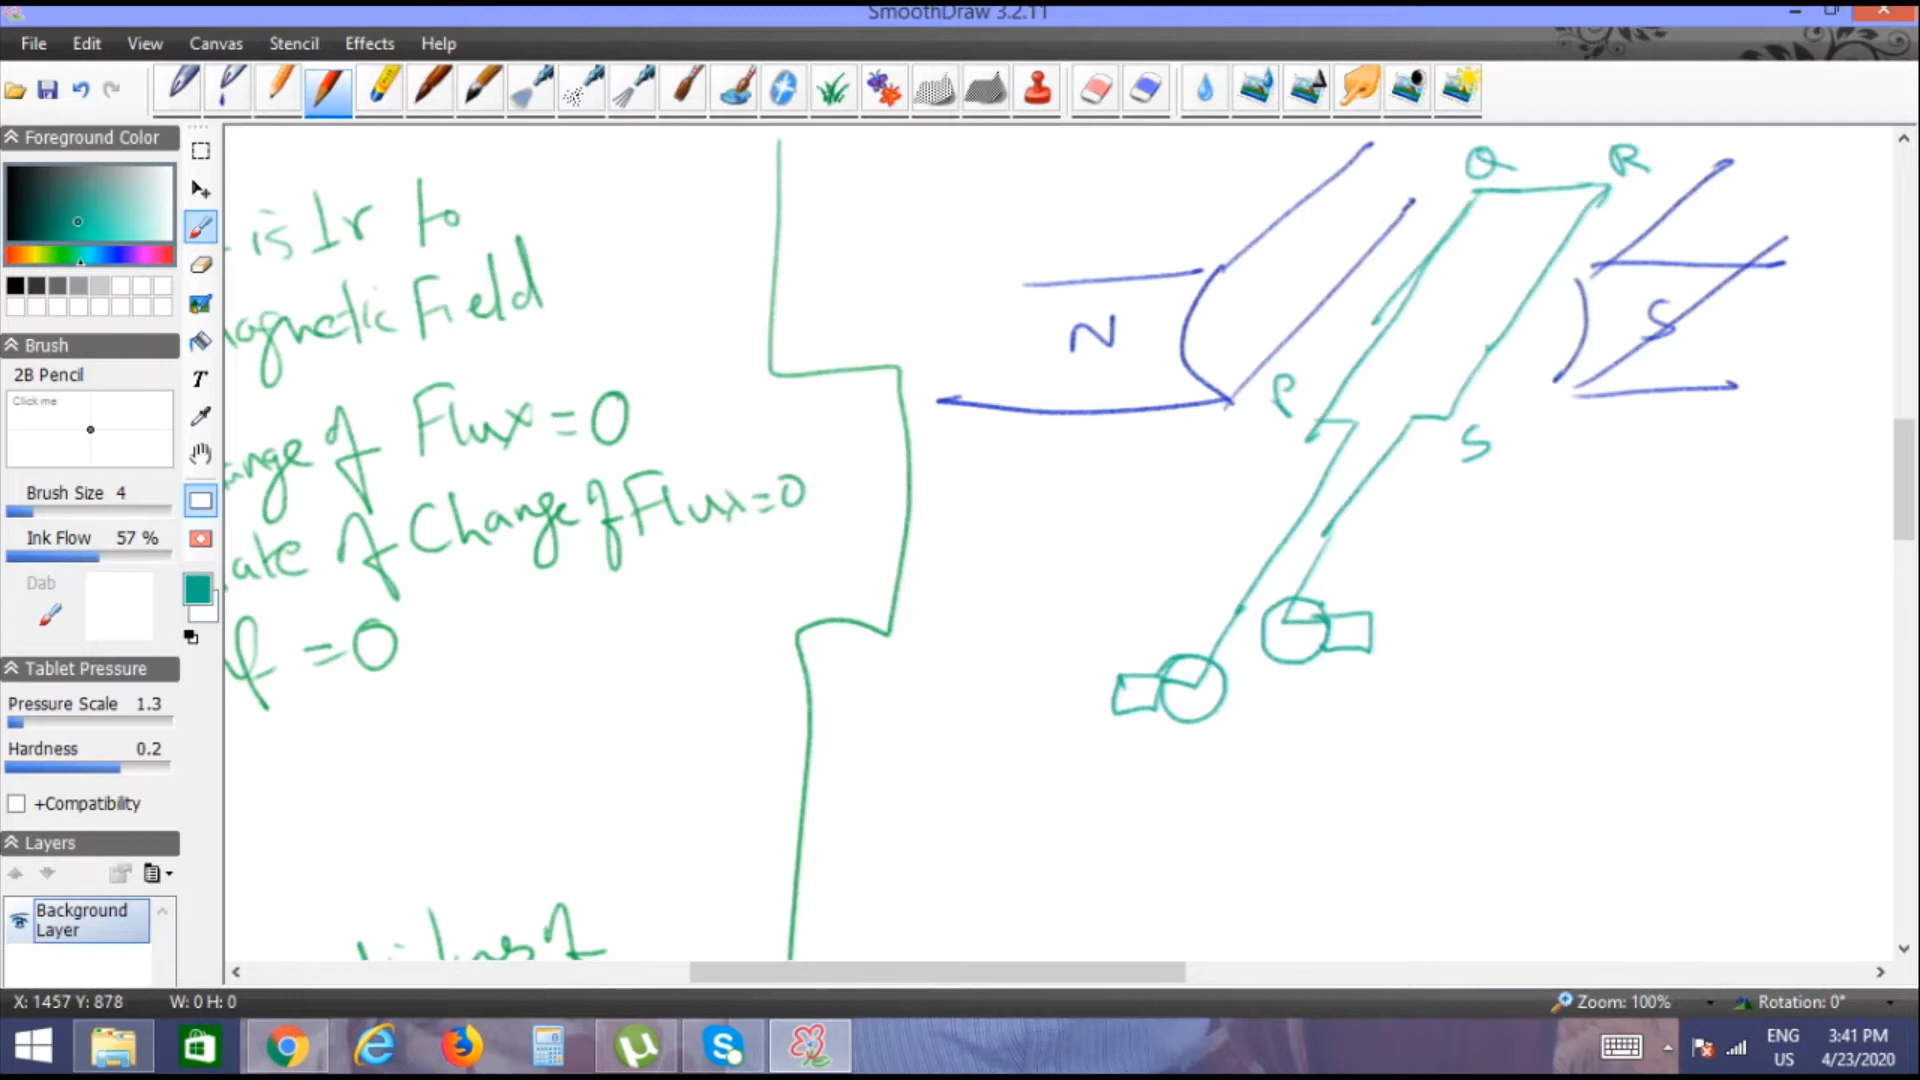 SmoothDraw 3.2.11
File Edit View Canvas Stencil Effects Help
Foreground Color
Brush
2B Pencil
Click me
Brush Size 4
Ink Flow 57 %
Dab
Tablet Pressure
Pressure Scale 1.3
Hardness 0.2
+Compatibility
Layers
Background
Layer
T
is Ir to
agnetic Field
ange of Flux = 0
ate of Change of Flux = 0
φ = 0
of
Q R
N S
P S
X: 1457 Y: 878 W: 0 H: 0 Zoom: 100% Rotation: 0°
ENG 3:41 PM
US 4/23/2020